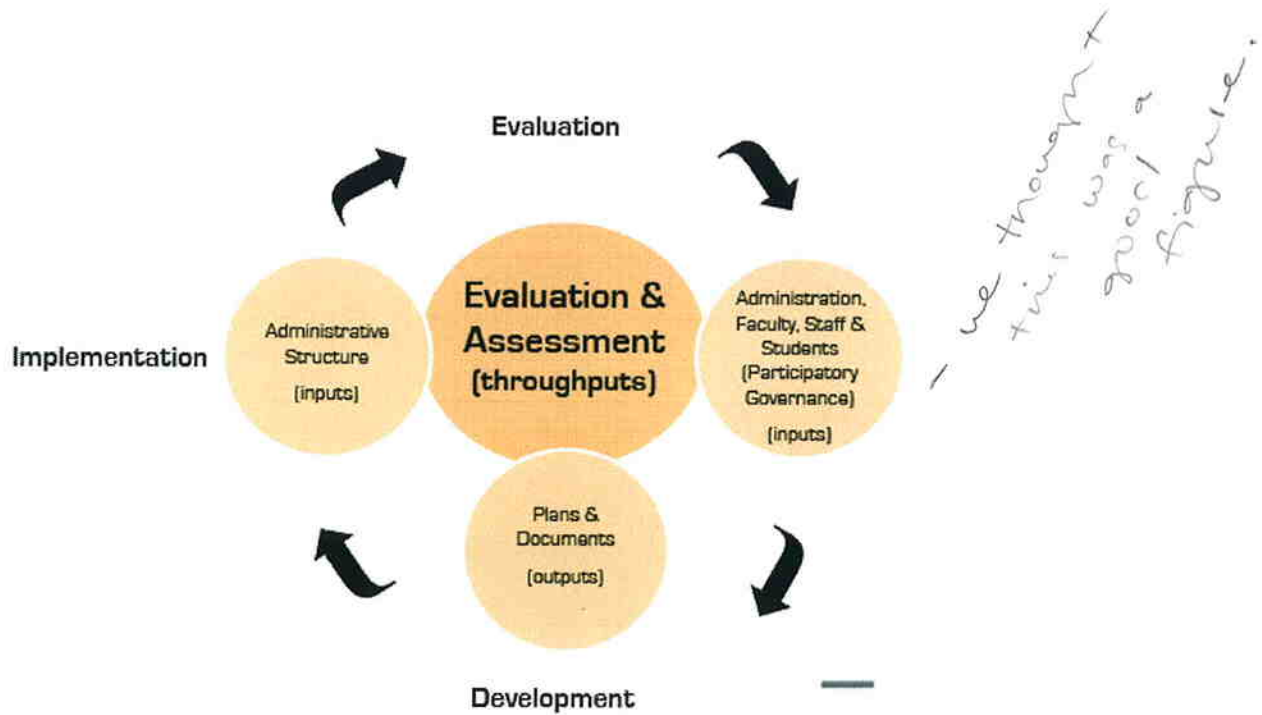 Evaluation
Evaluation &
Assessment
(throughputs)
Administrative
Structure
(inputs)
Implementation
Administration,
Faculty, Staff &
Students
(Participatory
Governance)
(inputs)
Plans &
Documents
(outputs)
Development
- we thought
this was a
good
figure.